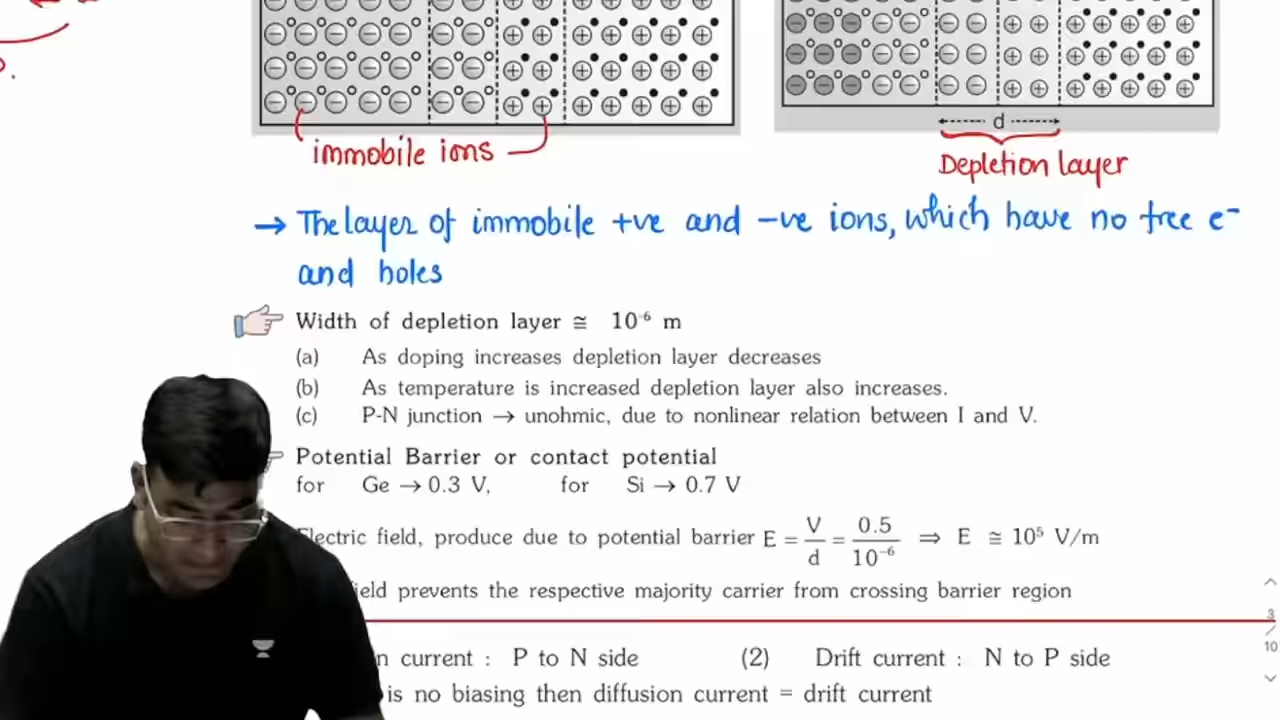 immobile ions
d
Depletion layer
→ The layer of immobile +ve and -ve ions, which have no free e⁻
and holes
Width of depletion layer ≅ 10⁻⁶ m
(a) As doping increases depletion layer decreases
(b) As temperature is increased depletion layer also increases.
(c) P-N junction → unohmic, due to nonlinear relation between I and V.
Potential Barrier or contact potential
for Ge → 0.3 V, for Si → 0.7 V
Electric field, produce due to potential barrier E = V/d = 0.5/10⁻⁶ ⇒ E ≅ 10⁵ V/m
field prevents the respective majority carrier from crossing barrier region
current : P to N side (2) Drift current : N to P side
is no biasing then diffusion current = drift current
3
/
10